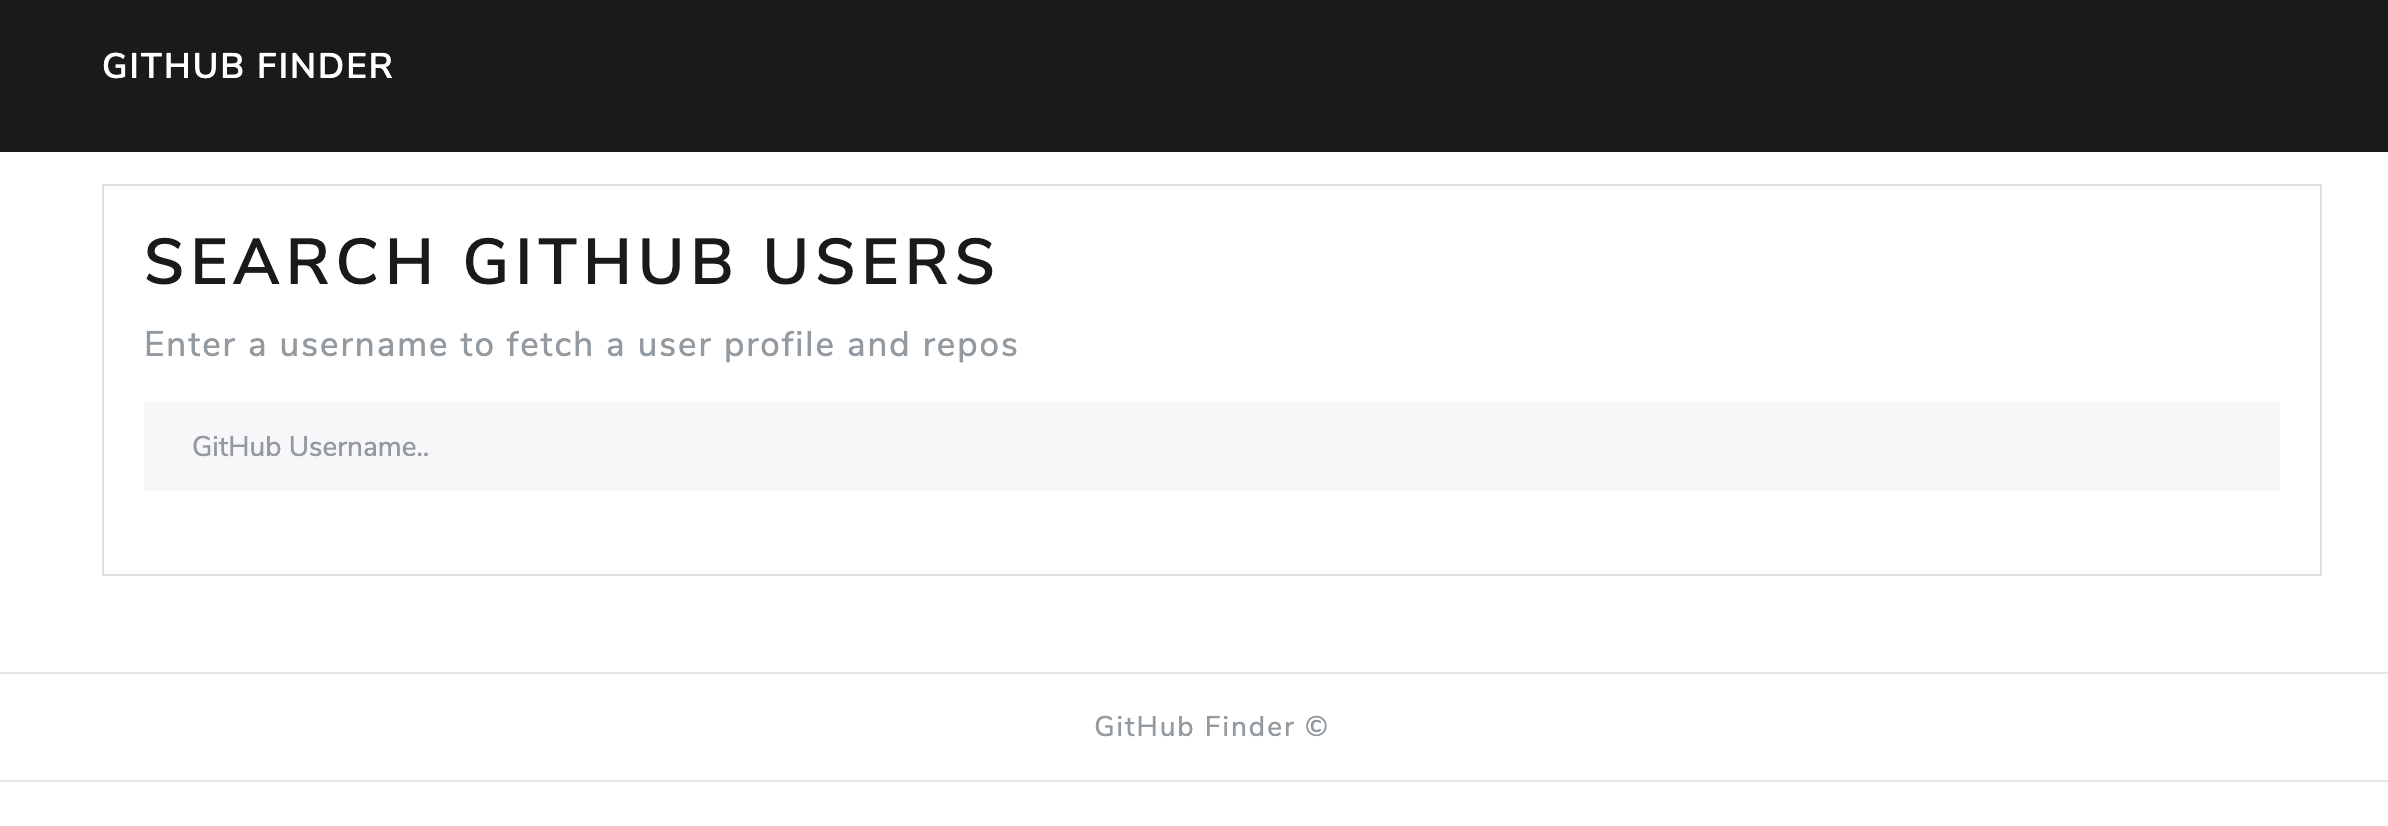 GITHUB FINDER
SEARCH GITHUB USERS
Enter a username to fetch a user profile and repos
GitHub Username..
GitHub Finder ©